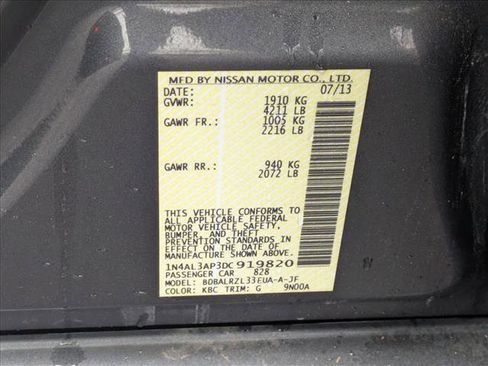 MFD BY NISSAN MOTOR CO., LTD.
DATE: 07/13
GVWR: 1910 KG
4211 LB
GAWR FR.: 1005 KG
2216 LB
GAWR RR.: 940 KG
2072 LB
THIS VEHICLE CONFORMS TO
ALL APPLICABLE FEDERAL
MOTOR VEHICLE SAFETY,
BUMPER, AND THEFT
PREVENTION STANDARDS IN
EFFECT ON THE DATE OF
MANUFACTURE SHOWN ABOVE.
1N4AL3AP3DC919820
PASSENGER CAR 828
MODEL: BDBALRZL33EUA-A-JF
COLOR: KBC TRIM: G 9N00A